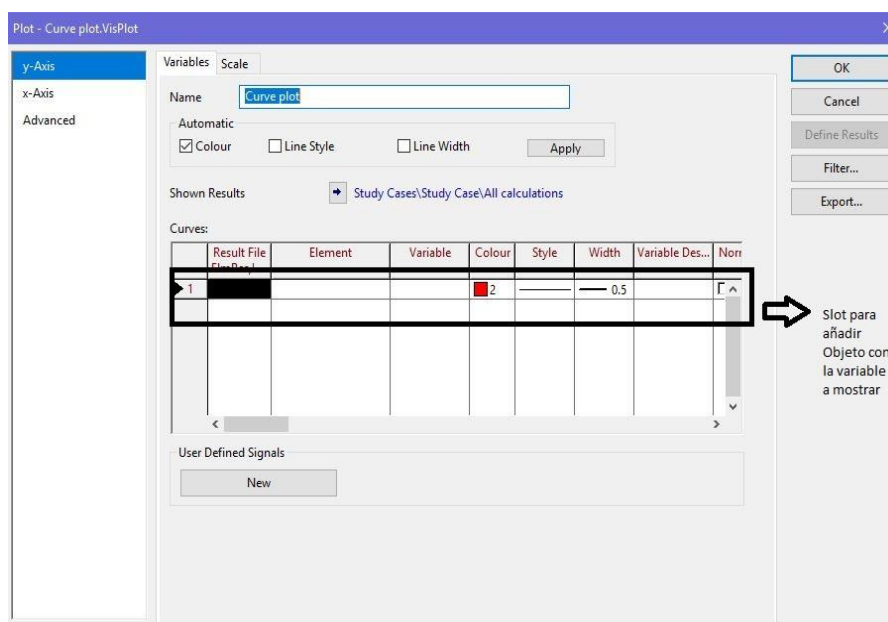 Plot - Curve plot.VisPlot
y-Axis
x-Axis
Advanced
Variables Scale
Name Curve plot
Automatic
Colour Line Style Line Width Apply
Shown Results Study Cases\Study Case\All calculations
Curves:
Result File Element Variable Colour Style Width Variable Des... Norr
1 2 0.5
User Defined Signals
New
OK
Cancel
Define Results
Filter...
Export...
Slot para
añadir
Objeto con
la variable
a mostrar